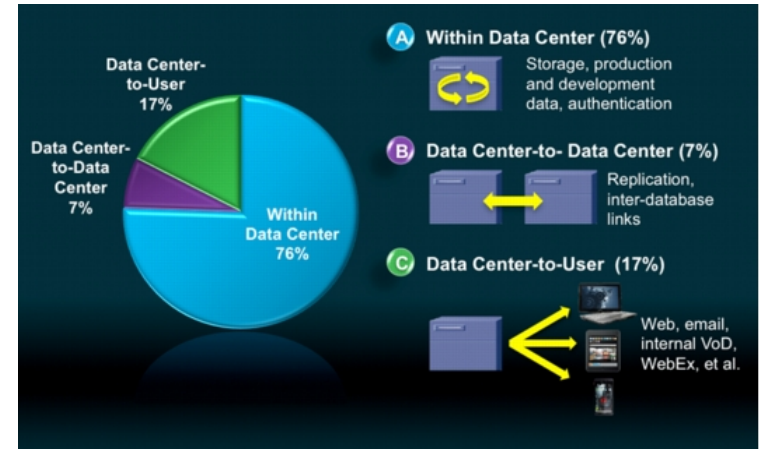 Data Center-
to-User
17%
Data Center-
to-Data
Center
7%
Within
Data Center
76%
A Within Data Center (76%)
Storage, production
and development
data, authentication
B Data Center-to- Data Center (7%)
Replication,
inter-database
links
C Data Center-to-User (17%)
Web, email,
internal VoD,
WebEx, et al.